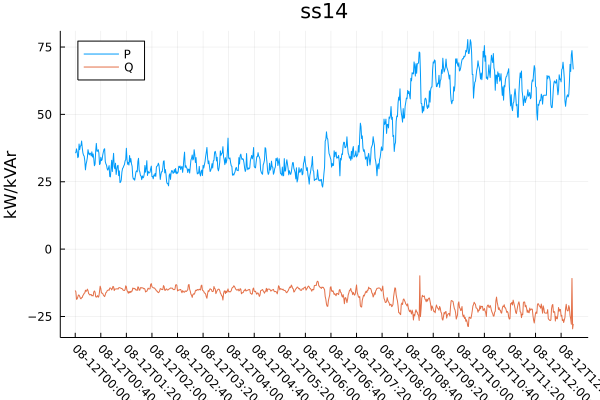 ss14
P
Q
kW/kVAr
75
50
25
0
−25
08-12T00:00
08-12T00:40
08-12T01:20
08-12T02:00
08-12T02:40
08-12T03:20
08-12T04:00
08-12T04:40
08-12T05:20
08-12T06:00
08-12T06:40
08-12T07:20
08-12T08:00
08-12T08:40
08-12T09:20
08-12T10:00
08-12T10:40
08-12T11:20
08-12T12:00
08-12T12: